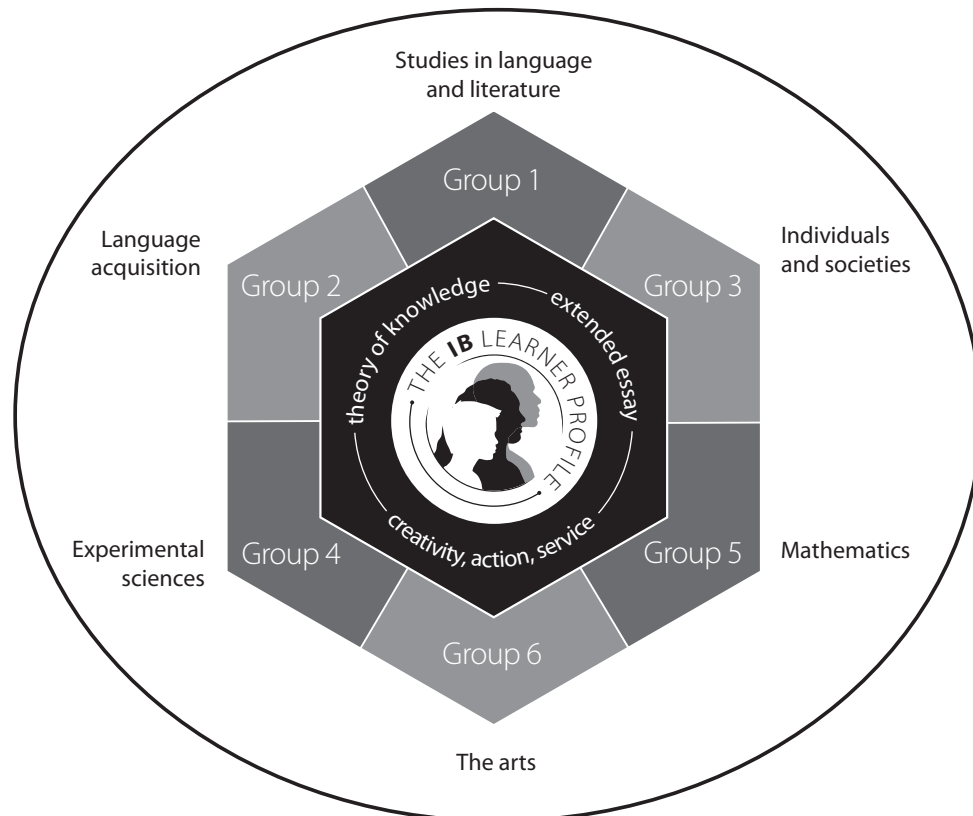 Studies in language
and literature
Group 1
Language
acquisition
Group 2
Individuals
and societies
Group 3
theory of knowledge
extended essay
THE IB LEARNER PROFILE
creativity, action, service
Experimental
sciences
Group 4
Group 5
Mathematics
Group 6
The arts